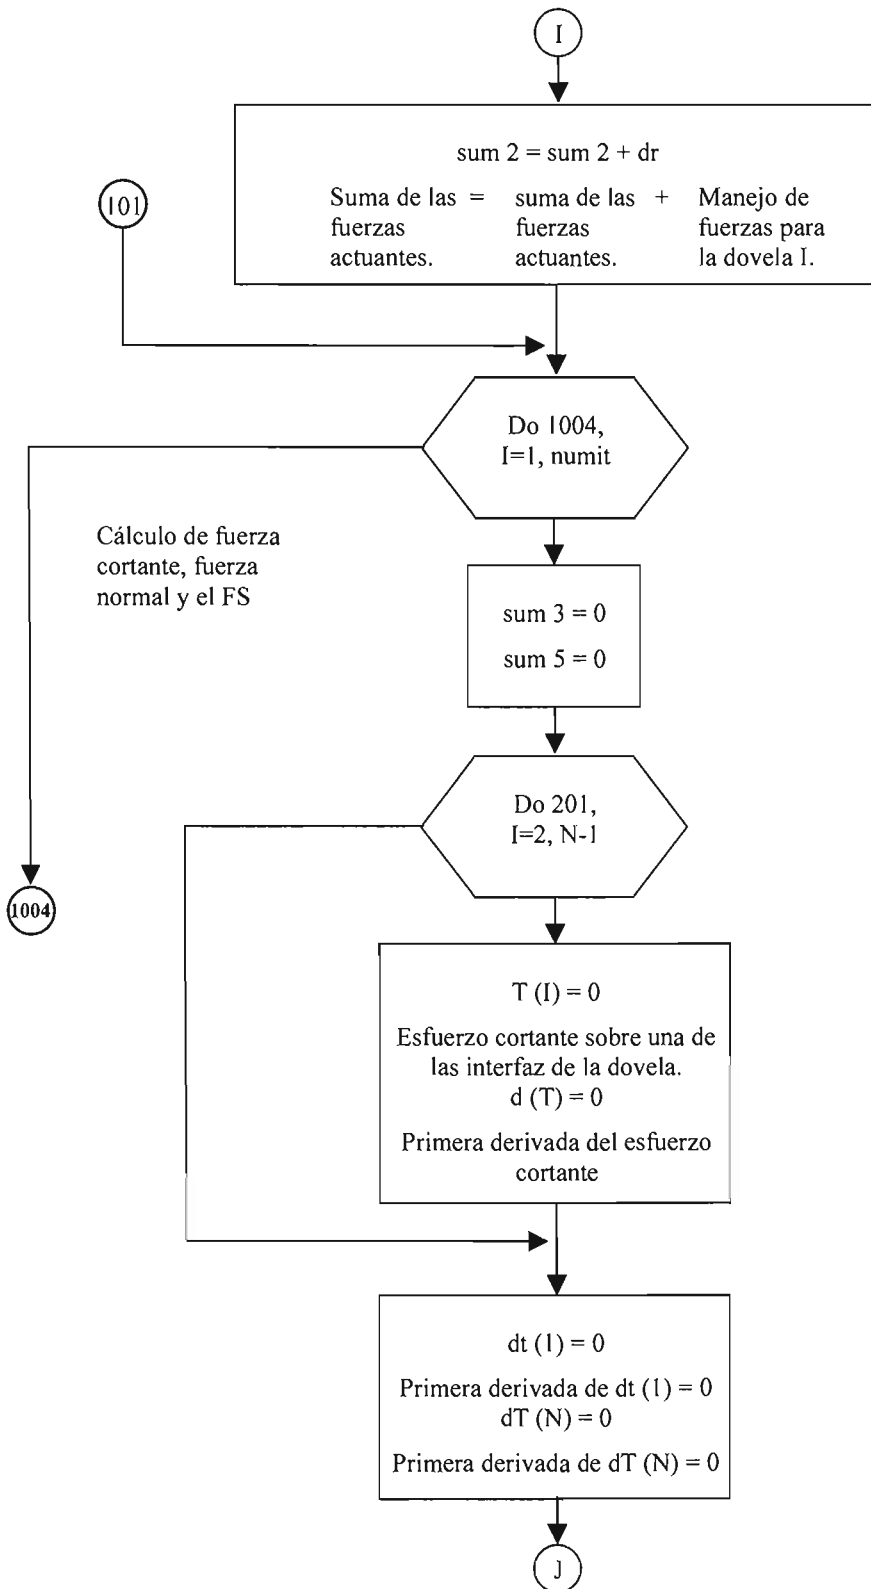 I
sum 2 = sum 2 + dr
Suma de las = suma de las + Manejo de
fuerzas fuerzas fuerzas para
actuantes. actuantes. la dovela I.
101
Do 1004,
I=1, numit
Cálculo de fuerza
cortante, fuerza
normal y el FS
sum 3 = 0
sum 5 = 0
Do 201,
I=2, N-1
1004
T (I) = 0
Esfuerzo cortante sobre una de
las interfaz de la dovela.
d (T) = 0
Primera derivada del esfuerzo
cortante
dt (1) = 0
Primera derivada de dt (1) = 0
dT (N) = 0
Primera derivada de dT (N) = 0
J